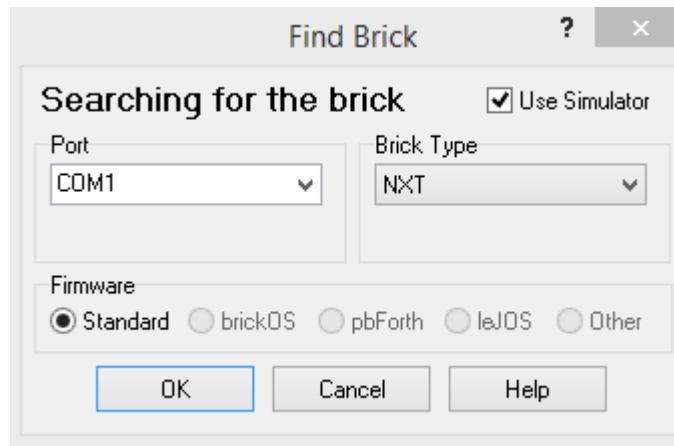 Find Brick ?
Searching for the brick Use Simulator
Port Brick Type
COM1 NXT
Firmware
Standard brickOS pbForth leJOS Other
OK Cancel Help